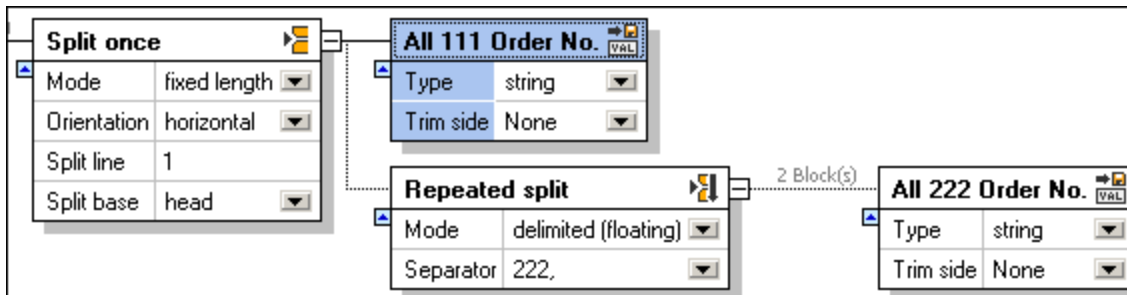 Split once
Mode fixed length
Orientation horizontal
Split line 1
Split base head
All 111 Order No. VAL
Type string
Trim side None
Repeated split
Mode delimited (floating)
Separator 222,
2 Block(s)
All 222 Order No. VAL
Type string
Trim side None